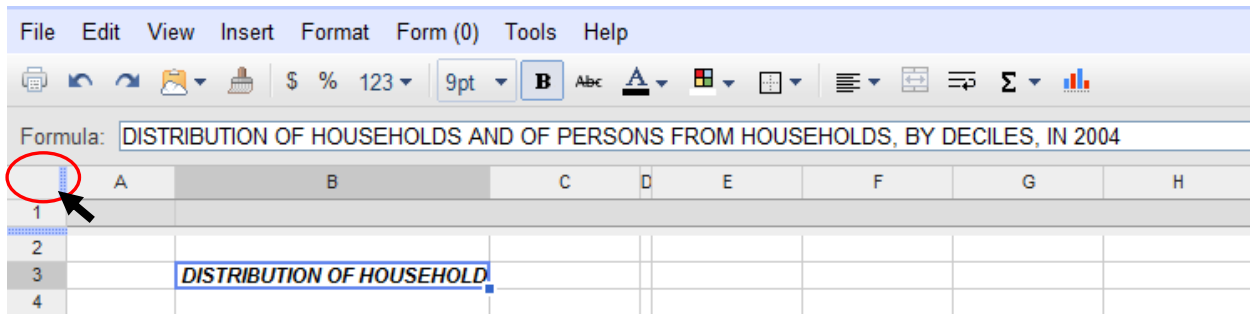 File Edit View Insert Format Form (0) Tools Help
$ % 123 9pt B Abc A Σ
Formula: DISTRIBUTION OF HOUSEHOLDS AND OF PERSONS FROM HOUSEHOLDS, BY DECILES, IN 2004
A B C D E F G H
1
2
3 DISTRIBUTION OF HOUSEHOLD
4